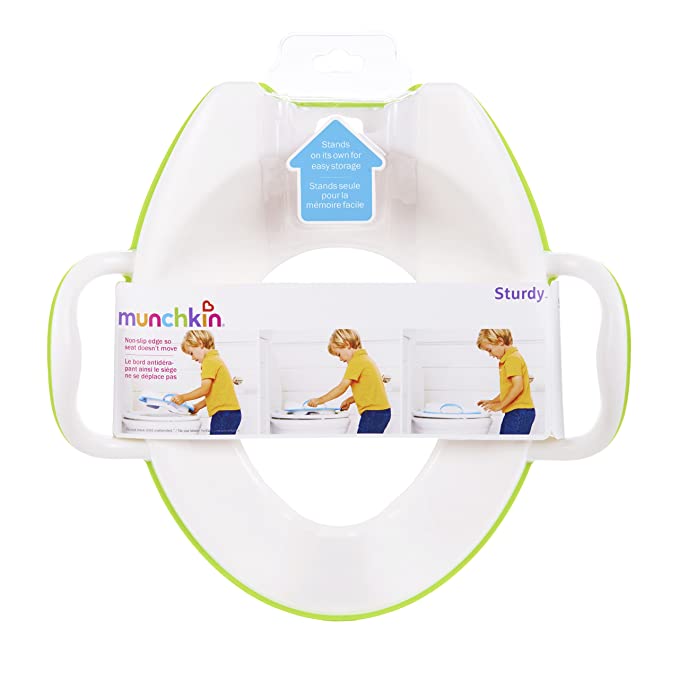 Stands
on its own for
easy storage
Stands seule
pour la
mémoire facile
munchkin®
Sturdy™
Non-slip edge so
seat doesn't move
Le bord antidéra-
pant ainsi le siège
ne se déplace pas